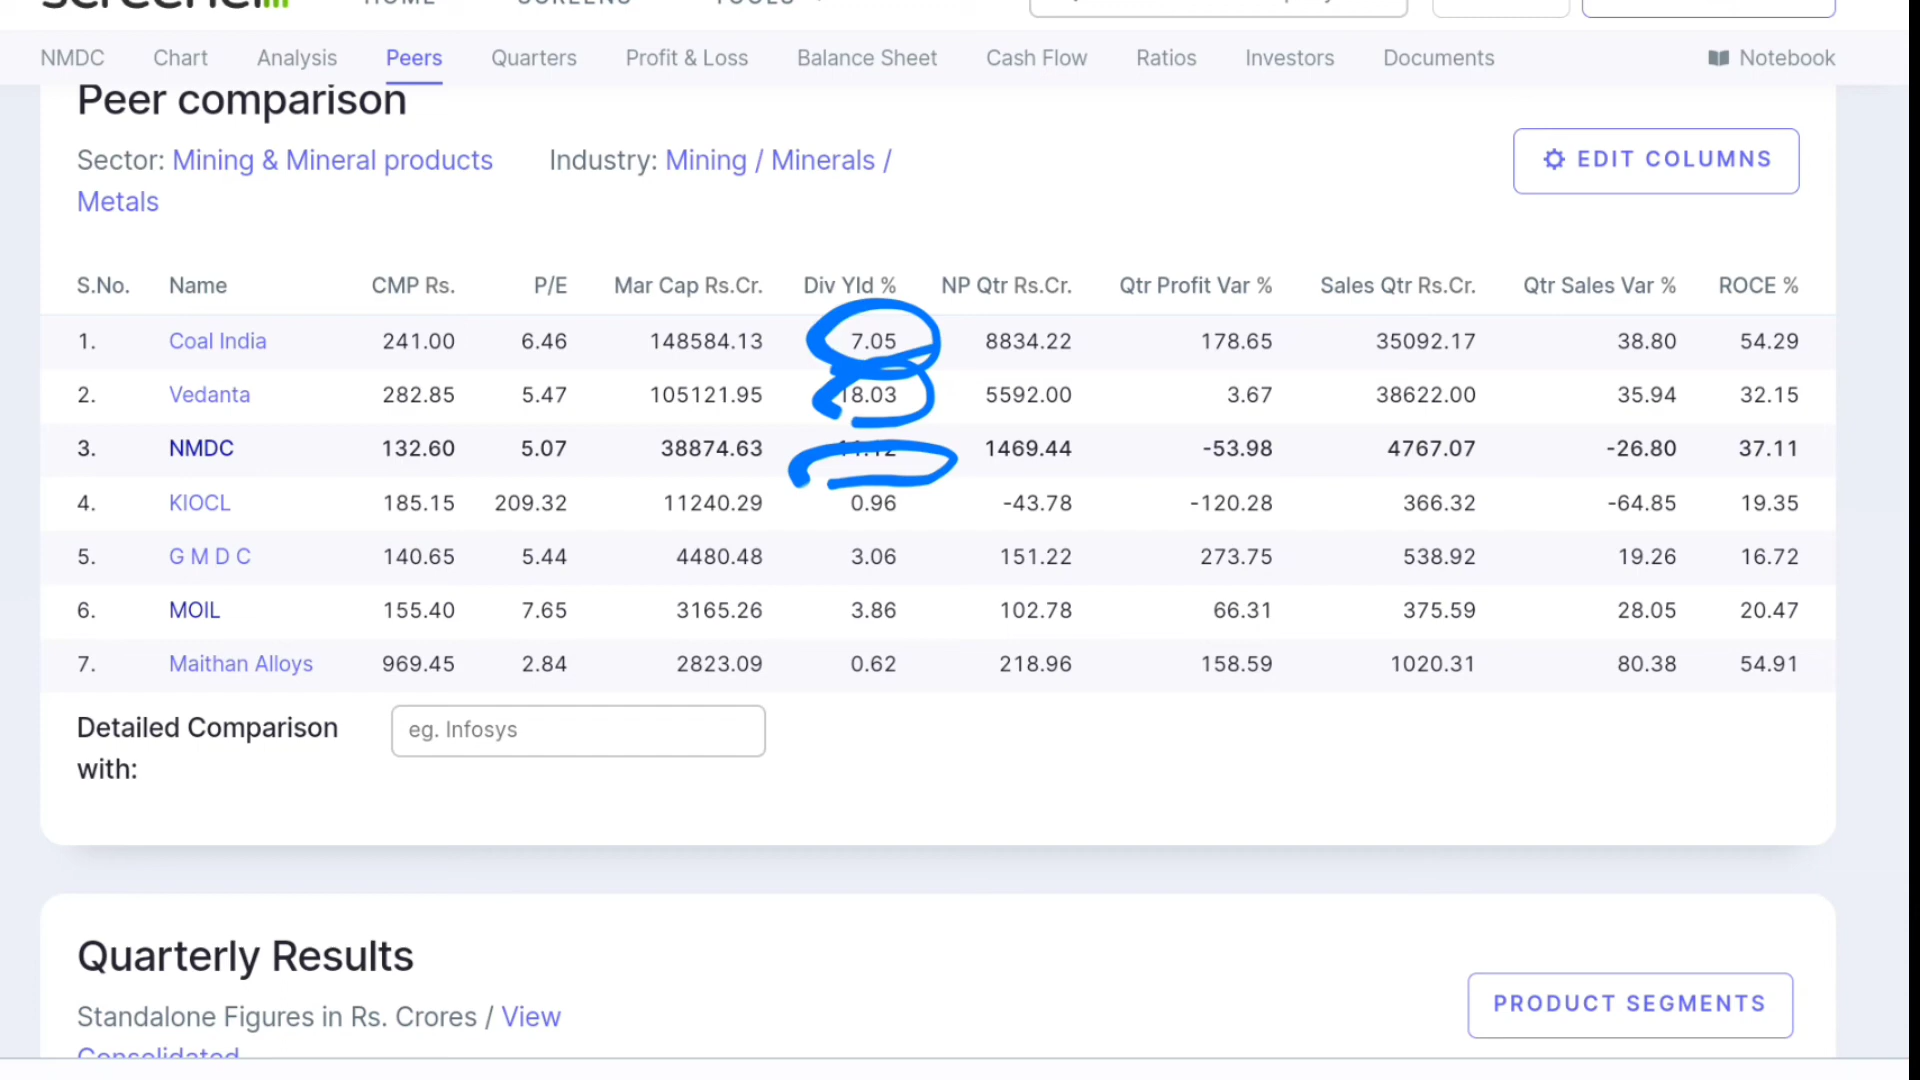 HOME SCREENS TOOLS
NMDC Chart Analysis Peers Quarters Profit & Loss Balance Sheet Cash Flow Ratios Investors Documents Notebook
Peer comparison
Sector: Mining & Mineral products Industry: Mining / Minerals /
Metals
EDIT COLUMNS
S.No. Name CMP Rs. P/E Mar Cap Rs.Cr. Div Yld % NP Qtr Rs.Cr. Qtr Profit Var % Sales Qtr Rs.Cr. Qtr Sales Var % ROCE %
1. Coal India 241.00 6.46 148584.13 7.05 8834.22 178.65 35092.17 38.80 54.29
2. Vedanta 282.85 5.47 105121.95 18.03 5592.00 3.67 38622.00 35.94 32.15
3. NMDC 132.60 5.07 38874.63 1469.44 -53.98 4767.07 -26.80 37.11
4. KIOCL 185.15 209.32 11240.29 0.96 -43.78 -120.28 366.32 -64.85 19.35
5. G M D C 140.65 5.44 4480.48 3.06 151.22 273.75 538.92 19.26 16.72
6. MOIL 155.40 7.65 3165.26 3.86 102.78 66.31 375.59 28.05 20.47
7. Maithan Alloys 969.45 2.84 2823.09 0.62 218.96 158.59 1020.31 80.38 54.91
Detailed Comparison
with:
eg. Infosys
Quarterly Results
PRODUCT SEGMENTS
Standalone Figures in Rs. Crores / View
Consolidated